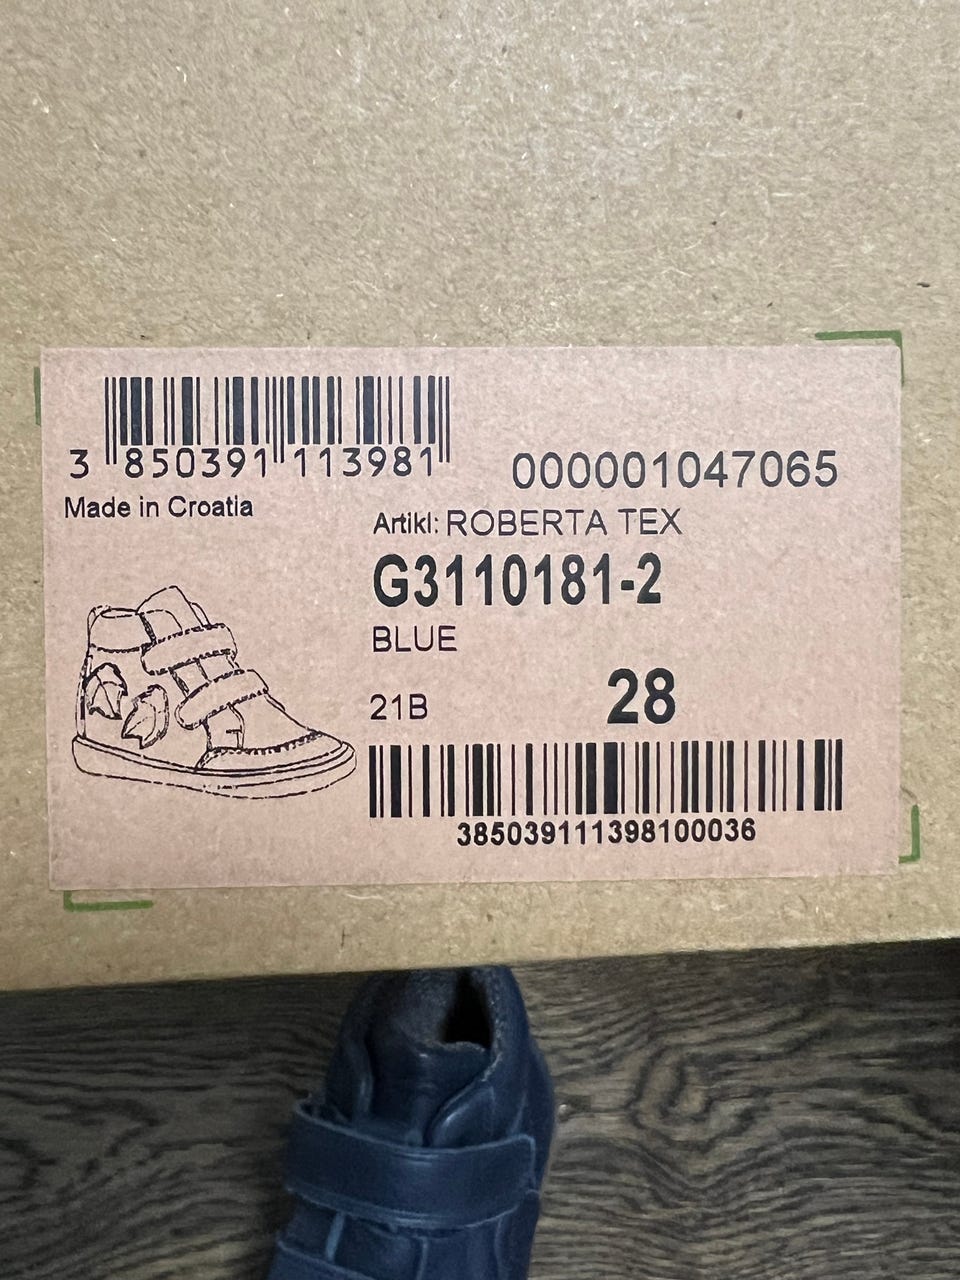 3 850391 113981
000001047065
Made in Croatia
Artikl: ROBERTA TEX
G3110181-2
BLUE
21B 28
385039111398100036